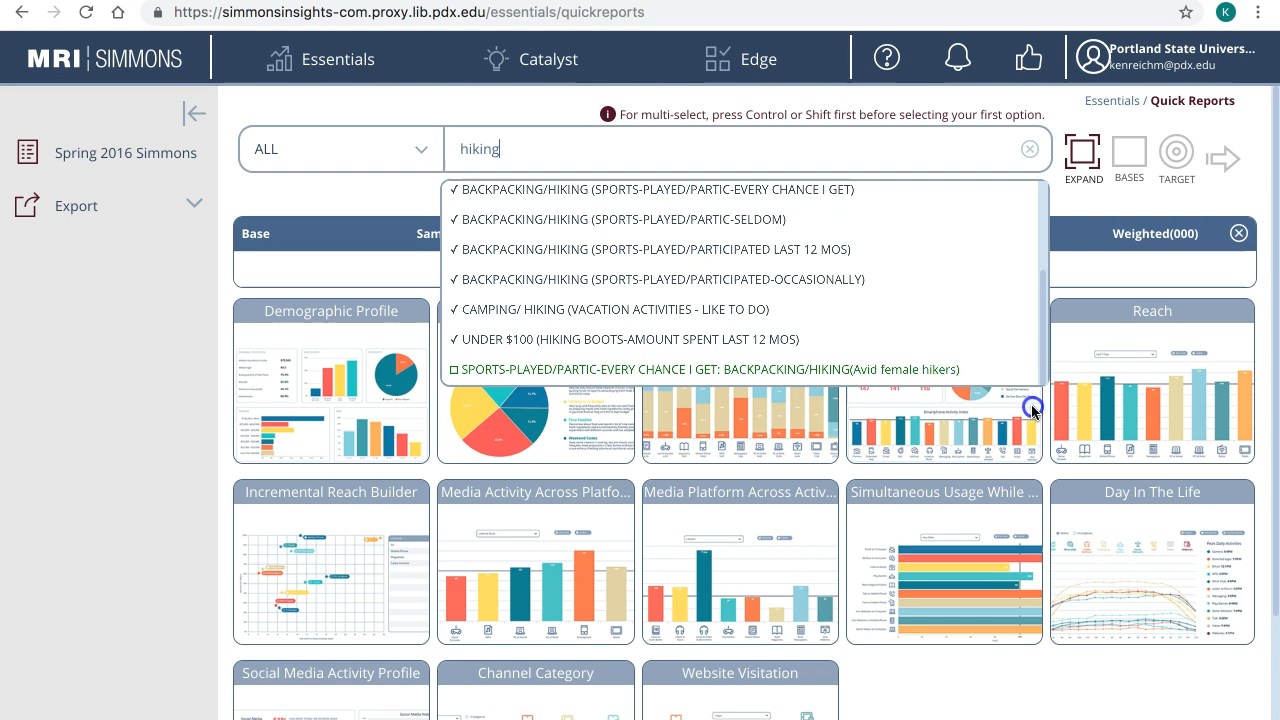 https://simmonsinsights-com.proxy.lib.pdx.edu/essentials/quickreports
K
MRI | SIMMONS
Essentials
Catalyst
Edge
Portland State Univers...
kenreichm@pdx.edu
Essentials / Quick Reports
For multi-select, press Control or Shift first before selecting your first option.
Spring 2016 Simmons
Export
ALL
hiking
EXPAND
BASES
TARGET
✓ BACKPACKING/HIKING (SPORTS-PLAYED/PARTIC-EVERY CHANCE I GET)
✓ BACKPACKING/HIKING (SPORTS-PLAYED/PARTIC-SELDOM)
✓ BACKPACKING/HIKING (SPORTS-PLAYED/PARTICIPATED LAST 12 MOS)
✓ BACKPACKING/HIKING (SPORTS-PLAYED/PARTICIPATED-OCCASIONALLY)
✓ CAMPING/ HIKING (VACATION ACTIVITIES - LIKE TO DO)
✓ UNDER $100 (HIKING BOOTS-AMOUNT SPENT LAST 12 MOS)
SPORTS-PLAYED/PARTIC-EVERY CHANCE I GET: BACKPACKING/HIKING(Avid female hikers)
Base
Sam
Weighted(000)
Demographic Profile
Reach
Smartphone Activity Index
Incremental Reach Builder
Media Activity Across Platfo...
Media Platform Across Activ...
Simultaneous Usage While ...
Day In The Life
Social Media Activity Profile
Channel Category
Website Visitation